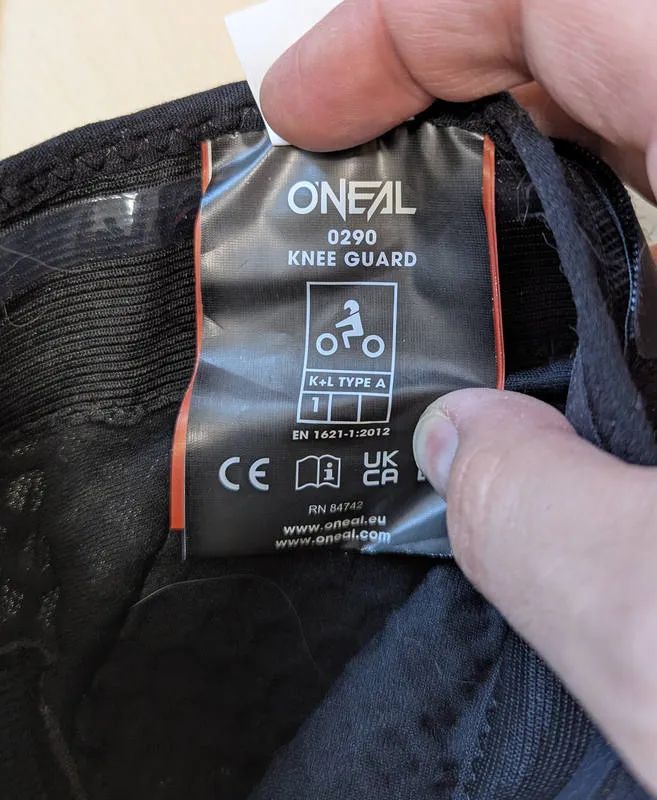 O'NEAL
0290
KNEE GUARD
K+L TYPE A
1
EN 1621-1:2012
CE
i
UK
CA
RN 84742
www.oneal.eu
www.oneal.com